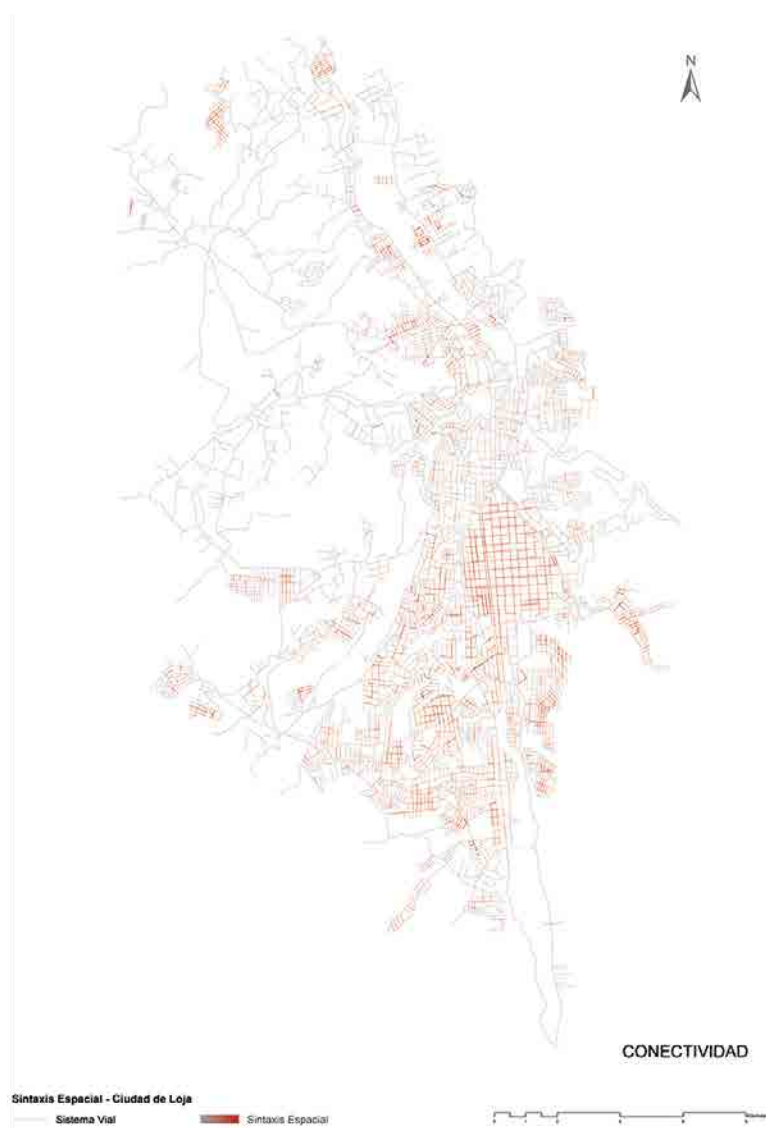 N
CONECTIVIDAD
Sintaxis Espacial - Ciudad de Loja
Sistema Vial
Sintaxis Espacial